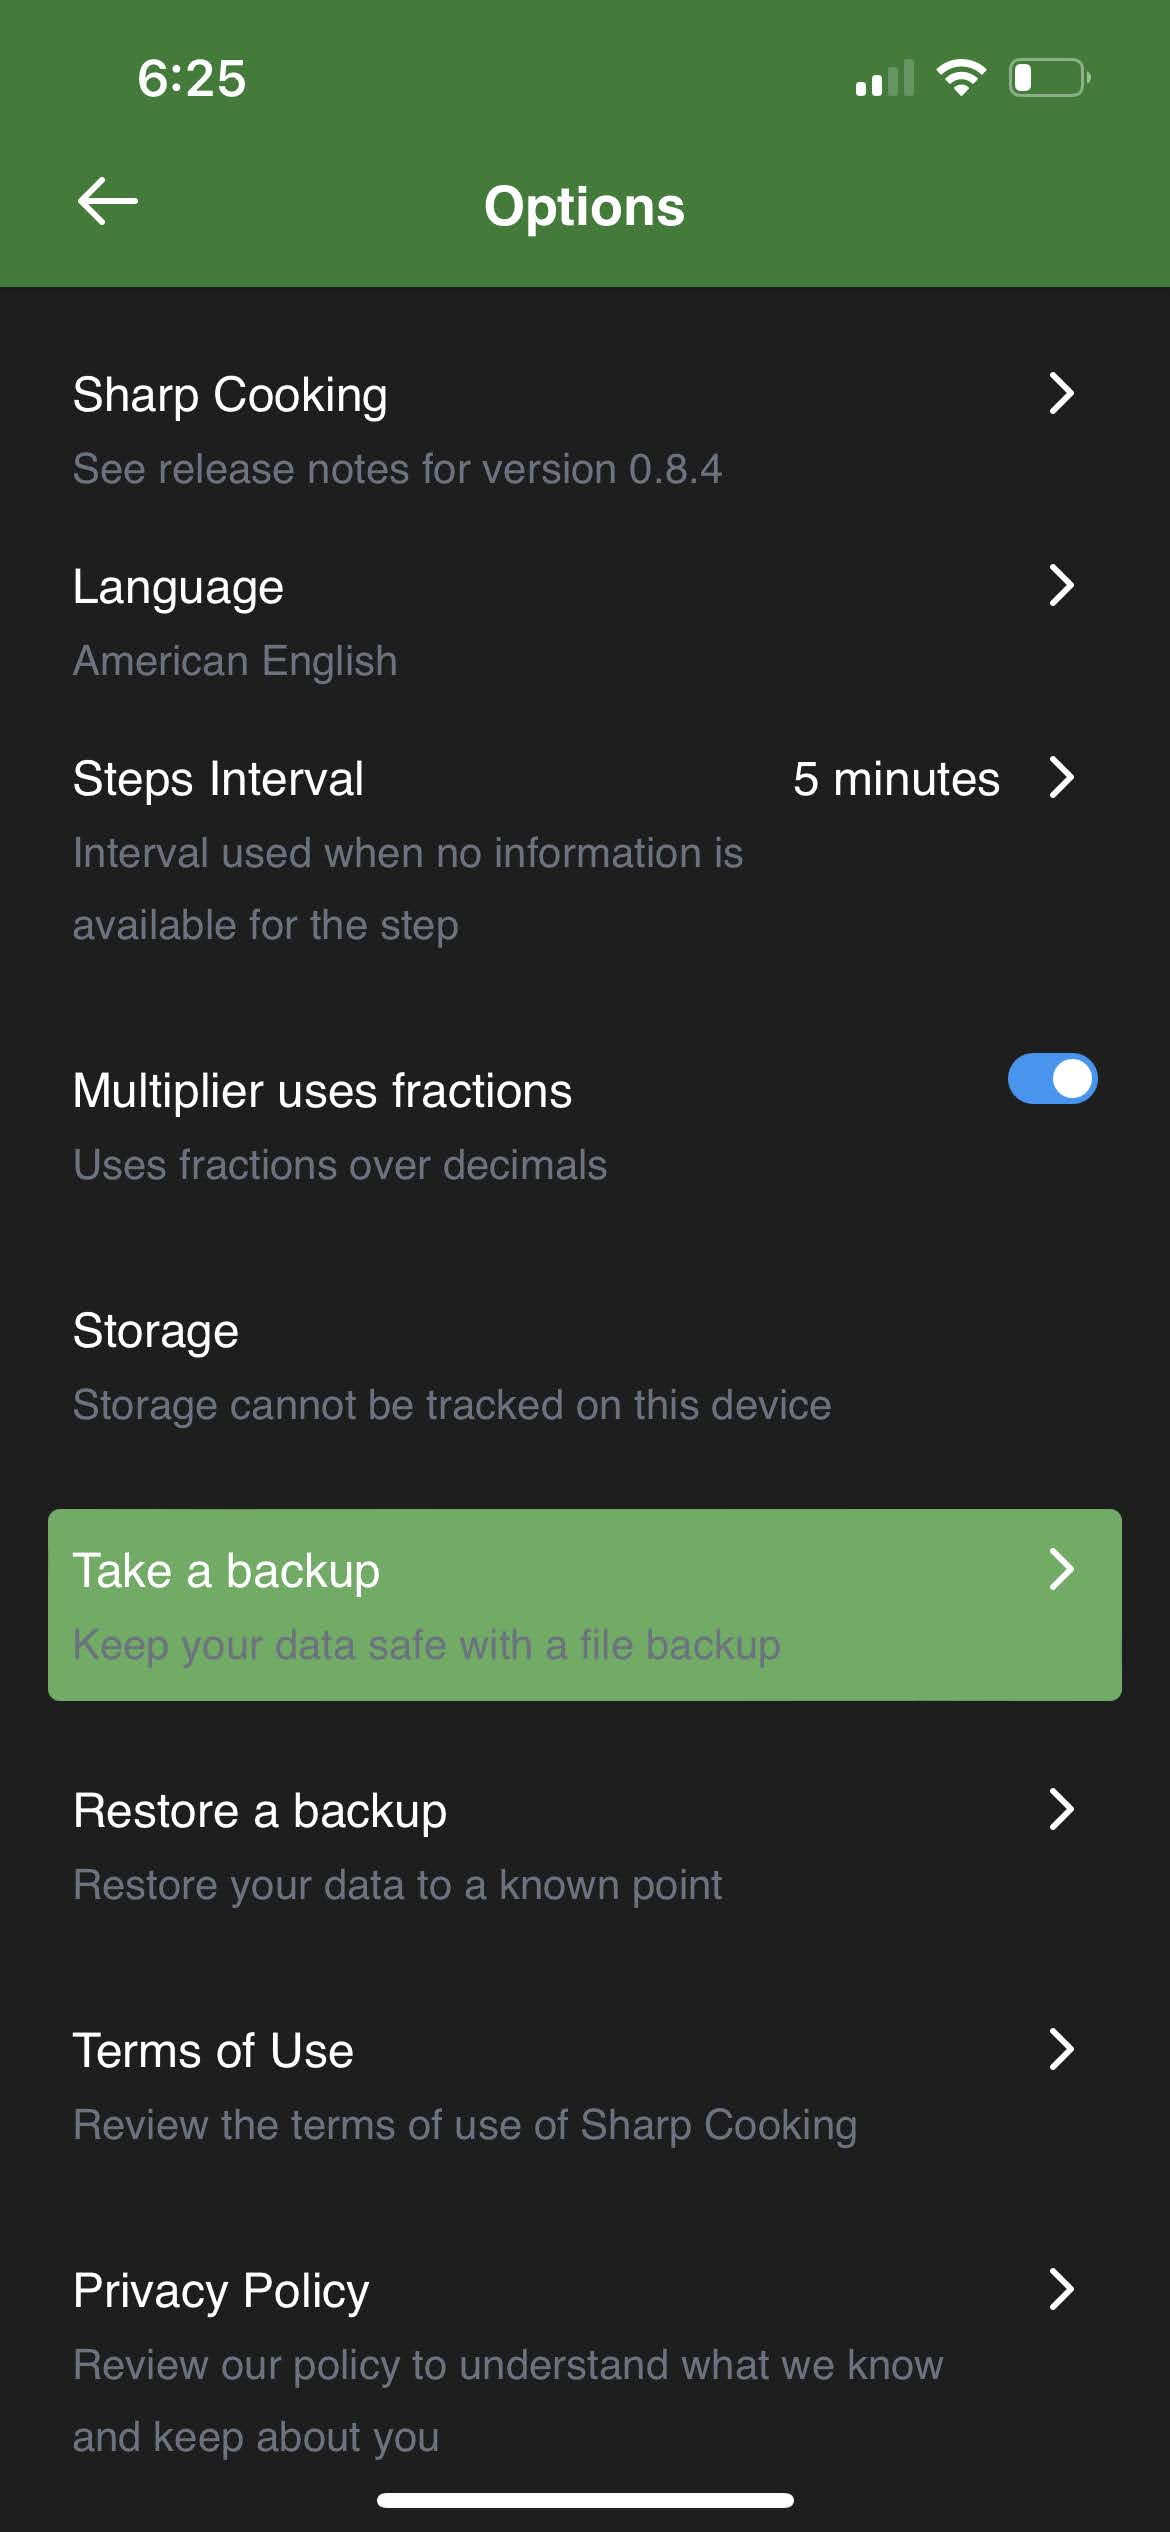 6:25
Options
Sharp Cooking
See release notes for version 0.8.4
Language
American English
Steps Interval
5 minutes
Interval used when no information is
available for the step
Multiplier uses fractions
Uses fractions over decimals
Storage
Storage cannot be tracked on this device
Take a backup
Keep your data safe with a file backup
Restore a backup
Restore your data to a known point
Terms of Use
Review the terms of use of Sharp Cooking
Privacy Policy
Review our policy to understand what we know
and keep about you